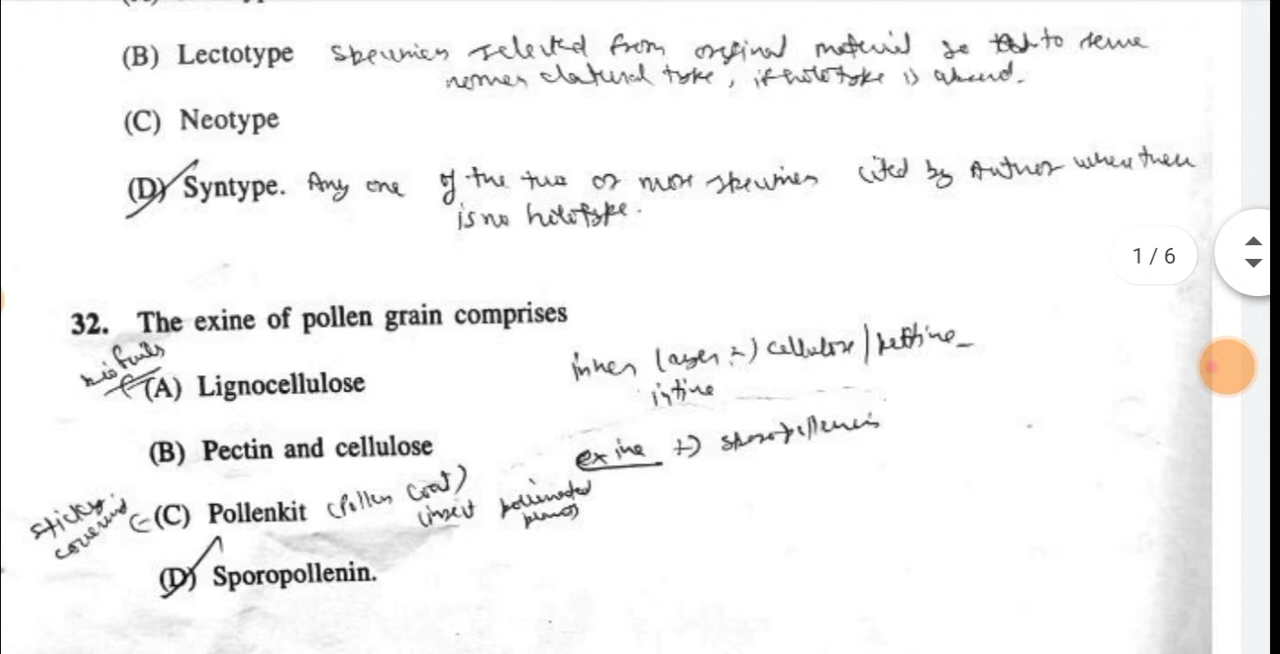 (B) Lectotype specimen selected from original material to serve
nomenclatural type, if holotype is absent.
(C) Neotype
(D) Syntype. Any one of the two or more specimen cited by Author when there
is no holotype.
1 / 6
32. The exine of pollen grain comprises
biofuels
(A) Lignocellulose
inner layer cellulose / pectine
intine
(B) Pectin and cellulose
exine sporopollenin
sticky covering
(C) Pollenkit (Pollen coat)
(insect pollinated plants
(D) Sporopollenin.